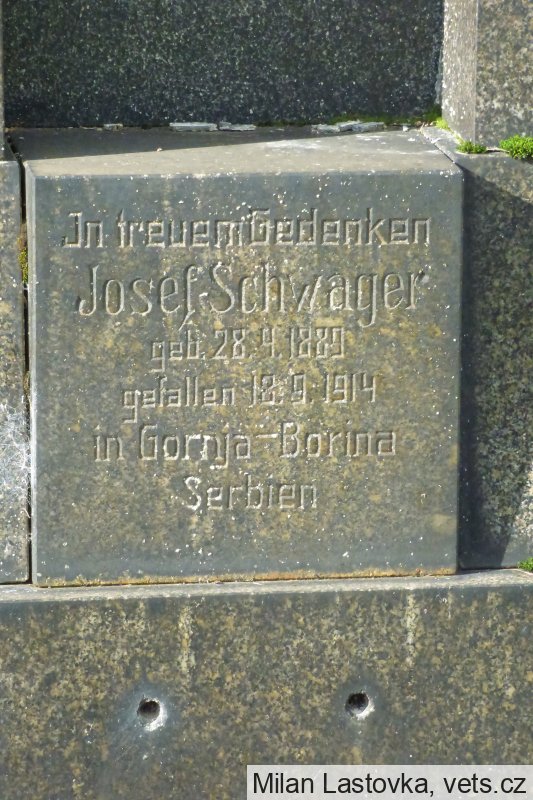 In treuem Gedenken
Josef Schwager
geb. 28. 4. 1889
gefallen 18. 9. 1914
in Gornja-Borina
Serbien
Milan Lastovka, vets.cz